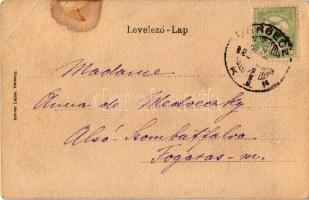 Levelező-Lap
Madame
Anna de Medveczky
Alsó-Szombatfalva
Fogaras-m.